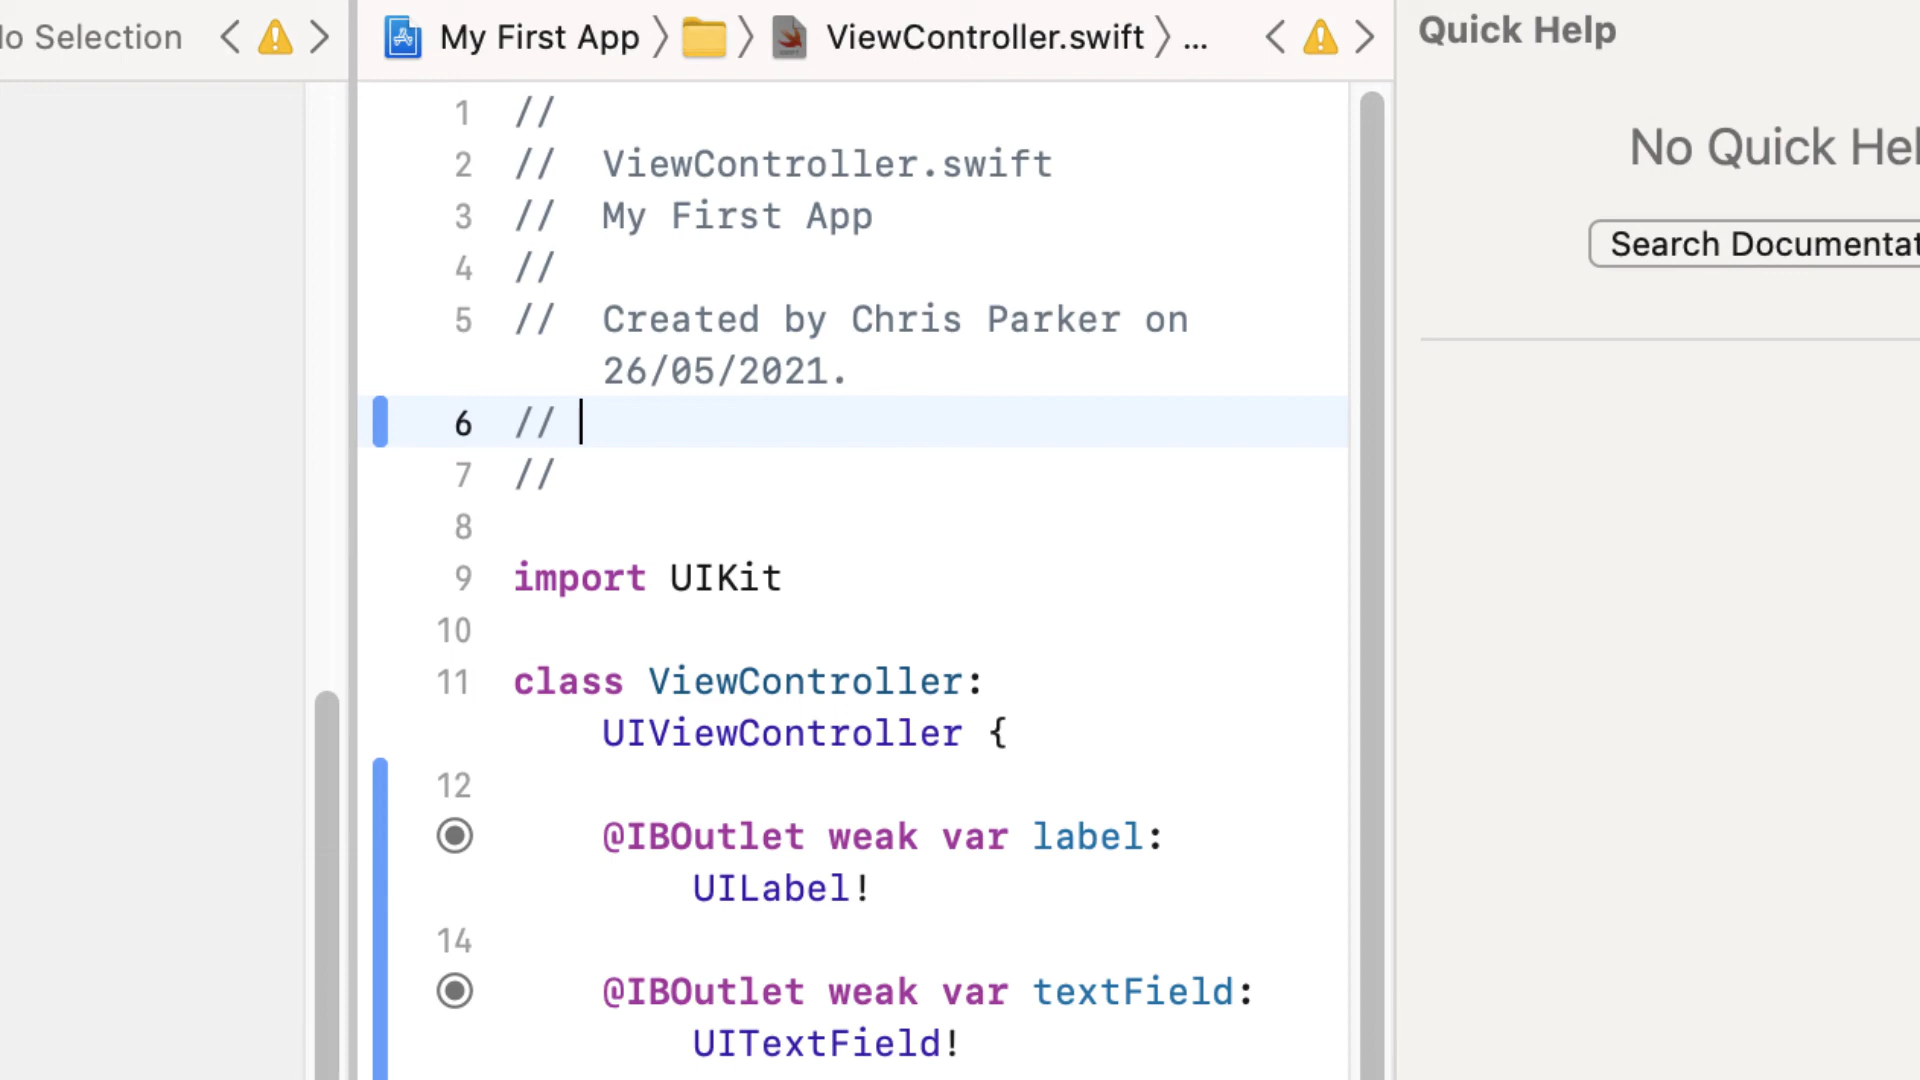 lo Selection
My First App ViewController.swift ...
Quick Help
No Quick Hel
Search Documentat
1 //
2 // ViewController.swift
3 // My First App
4 //
5 // Created by Chris Parker on
26/05/2021.
6 //
7 //
8
9 import UIKit
10
11 class ViewController:
UIViewController {
12
@IBOutlet weak var label:
UILabel!
14
@IBOutlet weak var textField:
UITextField!